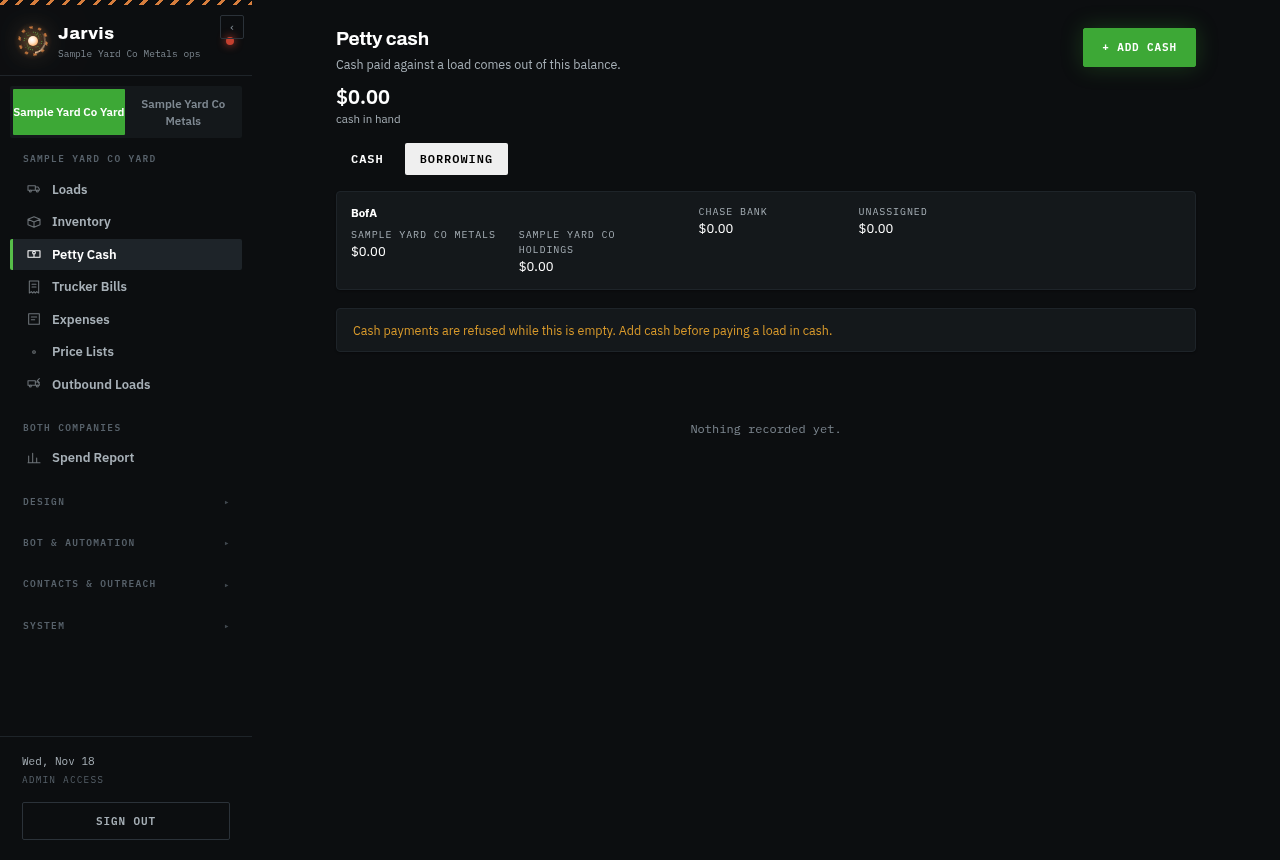 Jarvis
Sample Yard Co Metals ops
‹
Sample Yard Co Yard
Sample Yard Co
Metals
SAMPLE YARD CO YARD
Loads
Inventory
Petty Cash
Trucker Bills
Expenses
Price Lists
Outbound Loads
BOTH COMPANIES
Spend Report
DESIGN
BOT & AUTOMATION
CONTACTS & OUTREACH
SYSTEM
Wed, Nov 18
ADMIN ACCESS
SIGN OUT
Petty cash
Cash paid against a load comes out of this balance.
+ ADD CASH
$0.00
cash in hand
CASH
BORROWING
BofA
SAMPLE YARD CO METALS
$0.00
SAMPLE YARD CO
HOLDINGS
$0.00
CHASE BANK
$0.00
UNASSIGNED
$0.00
Cash payments are refused while this is empty. Add cash before paying a load in cash.
Nothing recorded yet.